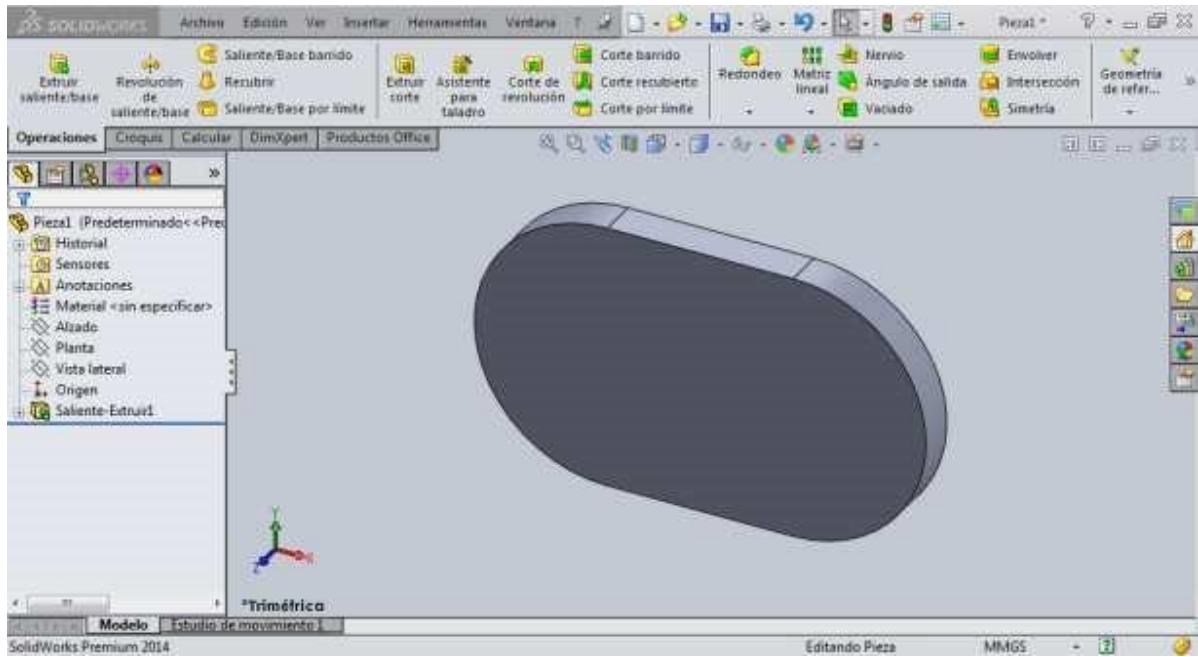 SOLIDWORKS Archivo Edición Ver Insertar Herramientas Ventana ? Pieza1 *
Extruir saliente/base
Revolución de saliente/base
Saliente/Base barrido
Recubrir
Saliente/Base por límite
Extruir corte
Asistente para taladro
Corte de revolución
Corte barrido
Corte recubierto
Corte por límite
Redondeo
Matriz lineal
Nervio
Ángulo de salida
Vaciado
Envolver
Intersección
Simetría
Geometría de refer...
Operaciones Croquis Calcular DimXpert Productos Office
Pieza1 (Predeterminado<<Pred
Historial
Sensores
Anotaciones
Material <sin especificar>
Alzado
Planta
Vista lateral
Origen
Saliente-Extruir1
Y
X
Z
*Trimétrica
Modelo Estudio de movimiento 1
SolidWorks Premium 2014 Editando Pieza MMGS